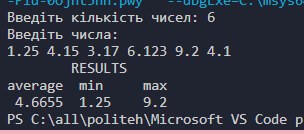 Введіть кількість чисел: 6
Введіть числа:
1.25 4.15 3.17 6.123 9.2 4.1
RESULTS
average min max
4.6655 1.25 9.2
PS C:\all\politeh\Microsoft VS Code p